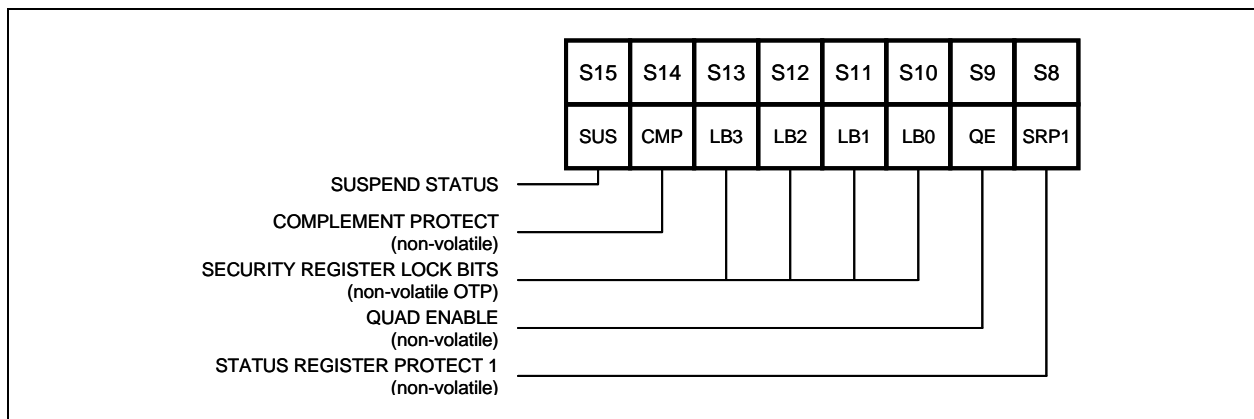 S15 S14 S13 S12 S11 S10 S9 S8
SUS CMP LB3 LB2 LB1 LB0 QE SRP1
SUSPEND STATUS
COMPLEMENT PROTECT
(non-volatile)
SECURITY REGISTER LOCK BITS
(non-volatile OTP)
QUAD ENABLE
(non-volatile)
STATUS REGISTER PROTECT 1
(non-volatile)